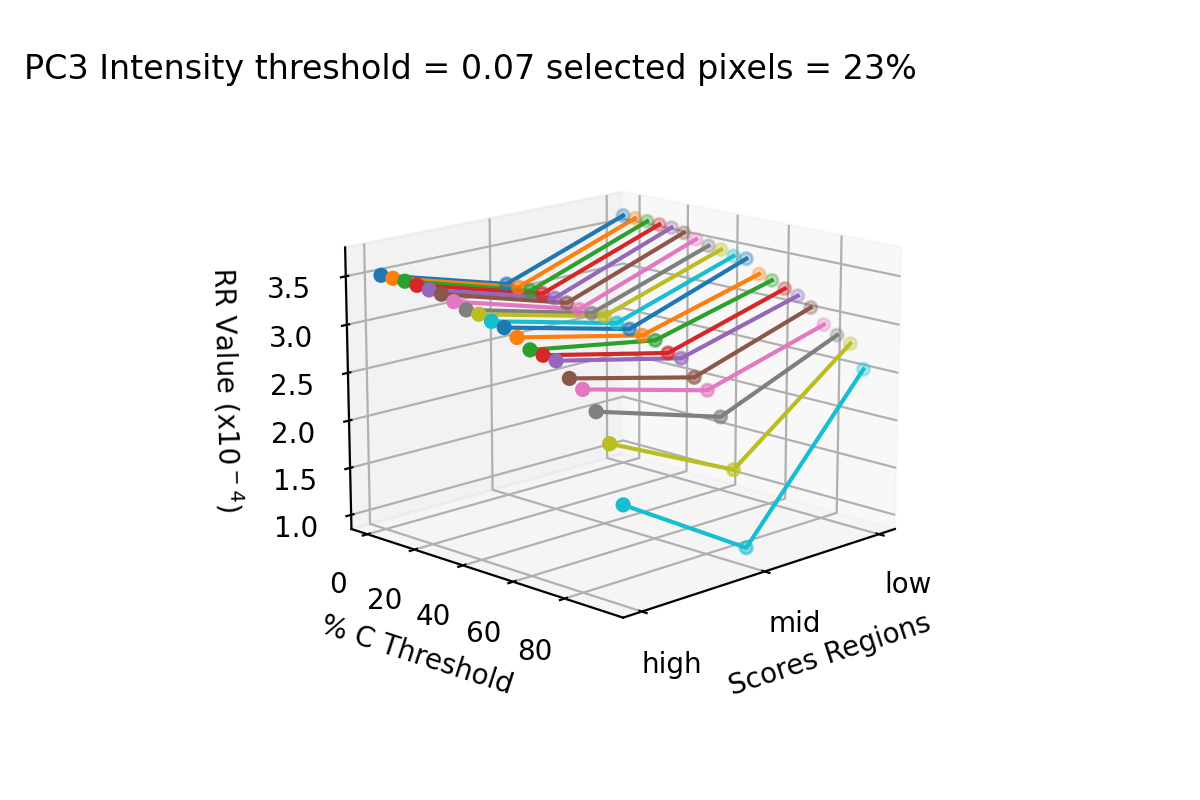 PC3 Intensity threshold = 0.07 selected pixels = 23%
RR Value (x10⁻⁴)
3.5
3.0
2.5
2.0
1.5
1.0
0
20
40
60
80
% C Threshold
low
mid
high
Scores Regions